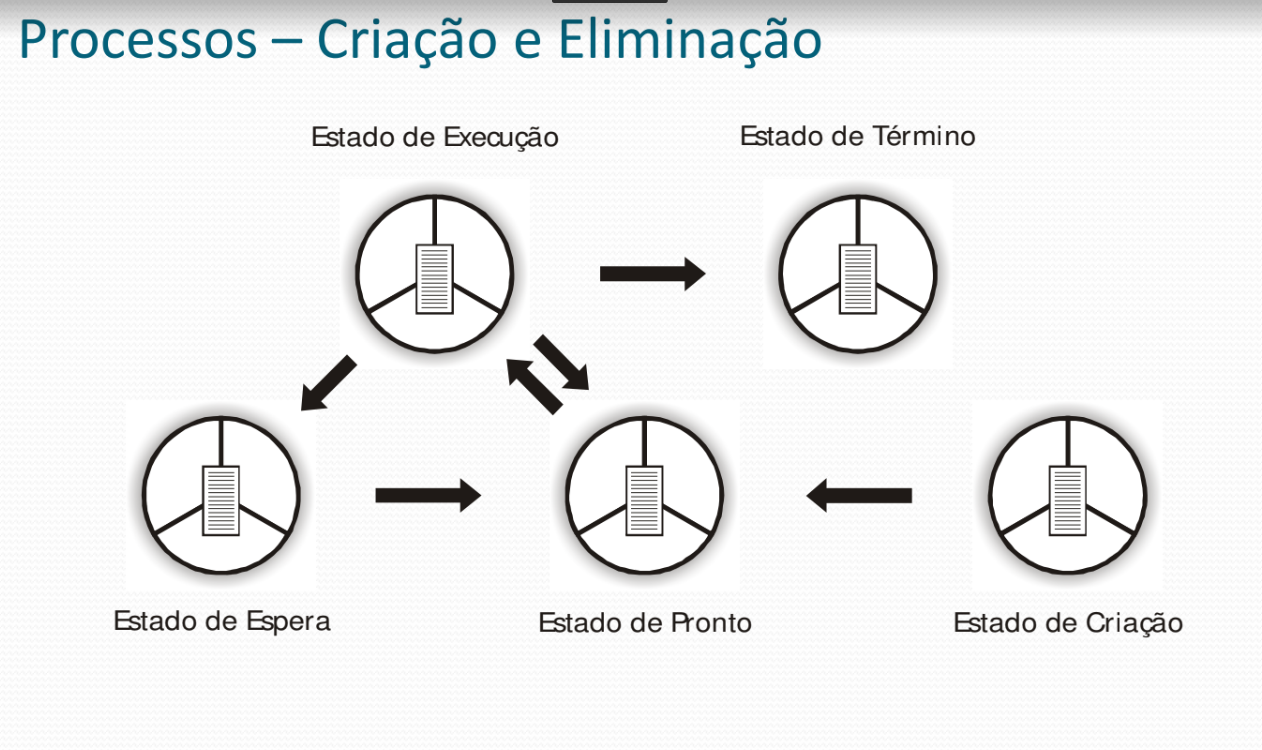 Processos – Criação e Eliminação
Estado de Execução
Estado de Término
Estado de Espera
Estado de Pronto
Estado de Criação